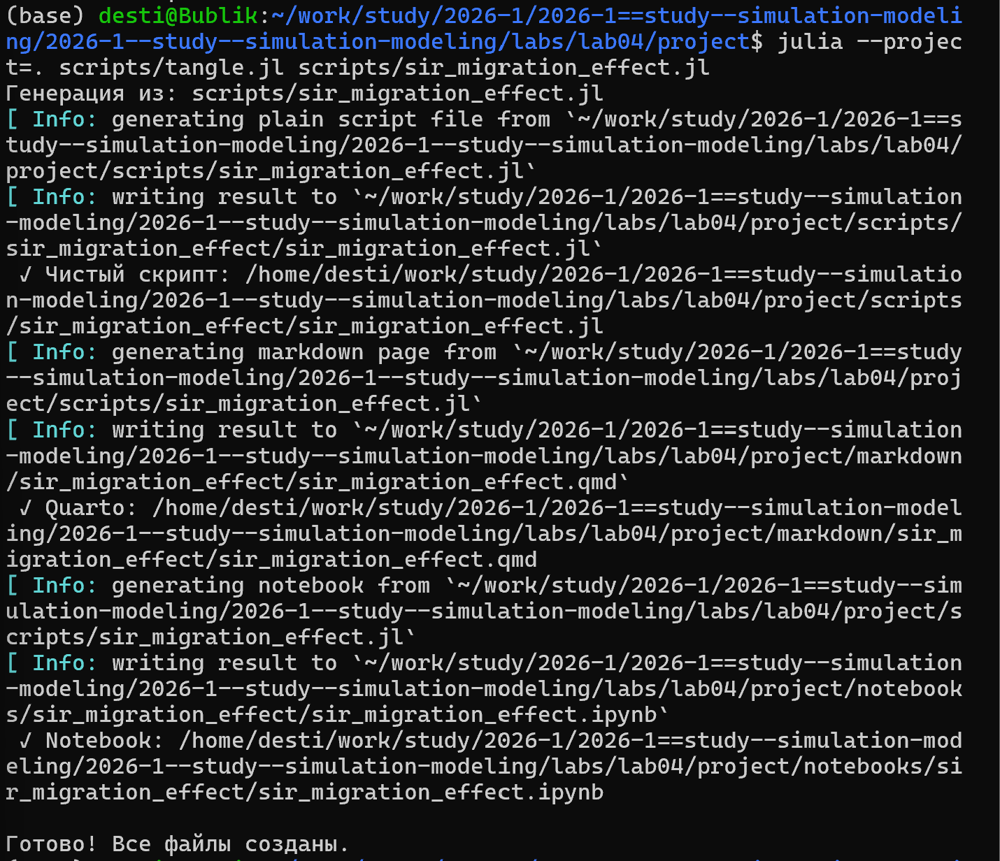 (base) desti@Bublik:~/work/study/2026-1/2026-1==study--simulation-modeli
ng/2026-1--study--simulation-modeling/labs/lab04/project$ julia --projec
t=. scripts/tangle.jl scripts/sir_migration_effect.jl
Генерация из: scripts/sir_migration_effect.jl
[ Info: generating plain script file from `~/work/study/2026-1/2026-1==s
tudy--simulation-modeling/2026-1--study--simulation-modeling/labs/lab04/
project/scripts/sir_migration_effect.jl`
[ Info: writing result to `~/work/study/2026-1/2026-1==study--simulation
-modeling/2026-1--study--simulation-modeling/labs/lab04/project/scripts/
sir_migration_effect/sir_migration_effect.jl`
 ✓ Чистый скрипт: /home/desti/work/study/2026-1/2026-1==study--simulatio
n-modeling/2026-1--study--simulation-modeling/labs/lab04/project/scripts
/sir_migration_effect/sir_migration_effect.jl
[ Info: generating markdown page from `~/work/study/2026-1/2026-1==study
--simulation-modeling/2026-1--study--simulation-modeling/labs/lab04/proj
ect/scripts/sir_migration_effect.jl`
[ Info: writing result to `~/work/study/2026-1/2026-1==study--simulation
-modeling/2026-1--study--simulation-modeling/labs/lab04/project/markdown
/sir_migration_effect/sir_migration_effect.qmd`
 ✓ Quarto: /home/desti/work/study/2026-1/2026-1==study--simulation-model
ing/2026-1--study--simulation-modeling/labs/lab04/project/markdown/sir_m
igration_effect/sir_migration_effect.qmd
[ Info: generating notebook from `~/work/study/2026-1/2026-1==study--sim
ulation-modeling/2026-1--study--simulation-modeling/labs/lab04/project/s
cripts/sir_migration_effect.jl`
[ Info: writing result to `~/work/study/2026-1/2026-1==study--simulation
-modeling/2026-1--study--simulation-modeling/labs/lab04/project/notebook
s/sir_migration_effect/sir_migration_effect.ipynb`
 ✓ Notebook: /home/desti/work/study/2026-1/2026-1==study--simulation-mod
eling/2026-1--study--simulation-modeling/labs/lab04/project/notebooks/si
r_migration_effect/sir_migration_effect.ipynb
Готово! Все файлы созданы.